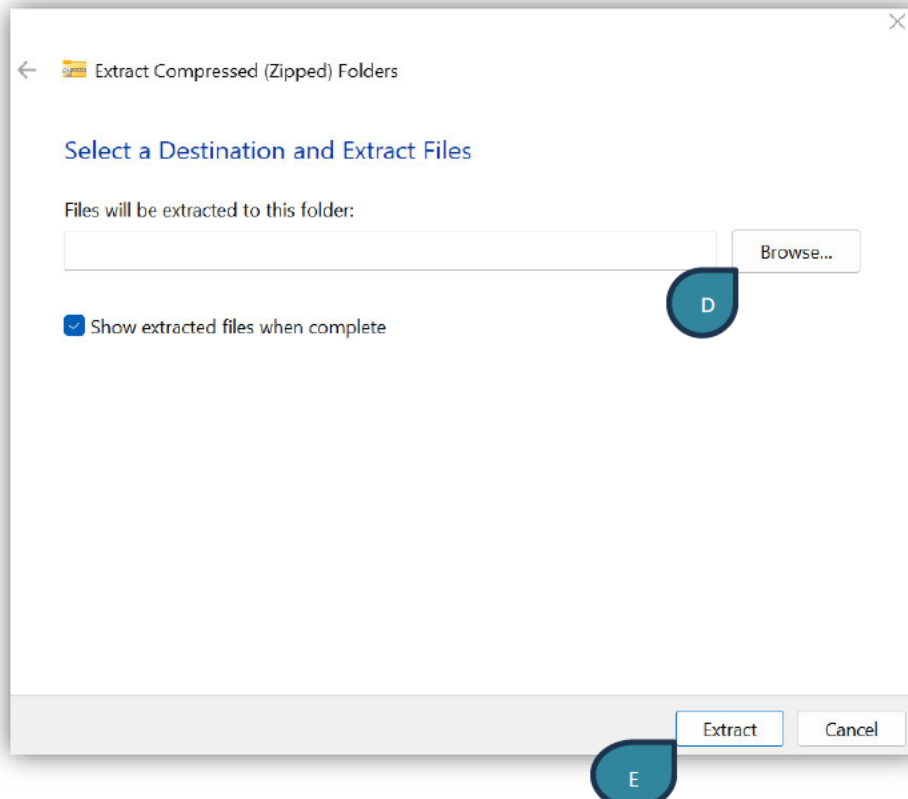 Extract Compressed (Zipped) Folders
Select a Destination and Extract Files
Files will be extracted to this folder:
Browse...
D
Show extracted files when complete
Extract
Cancel
E